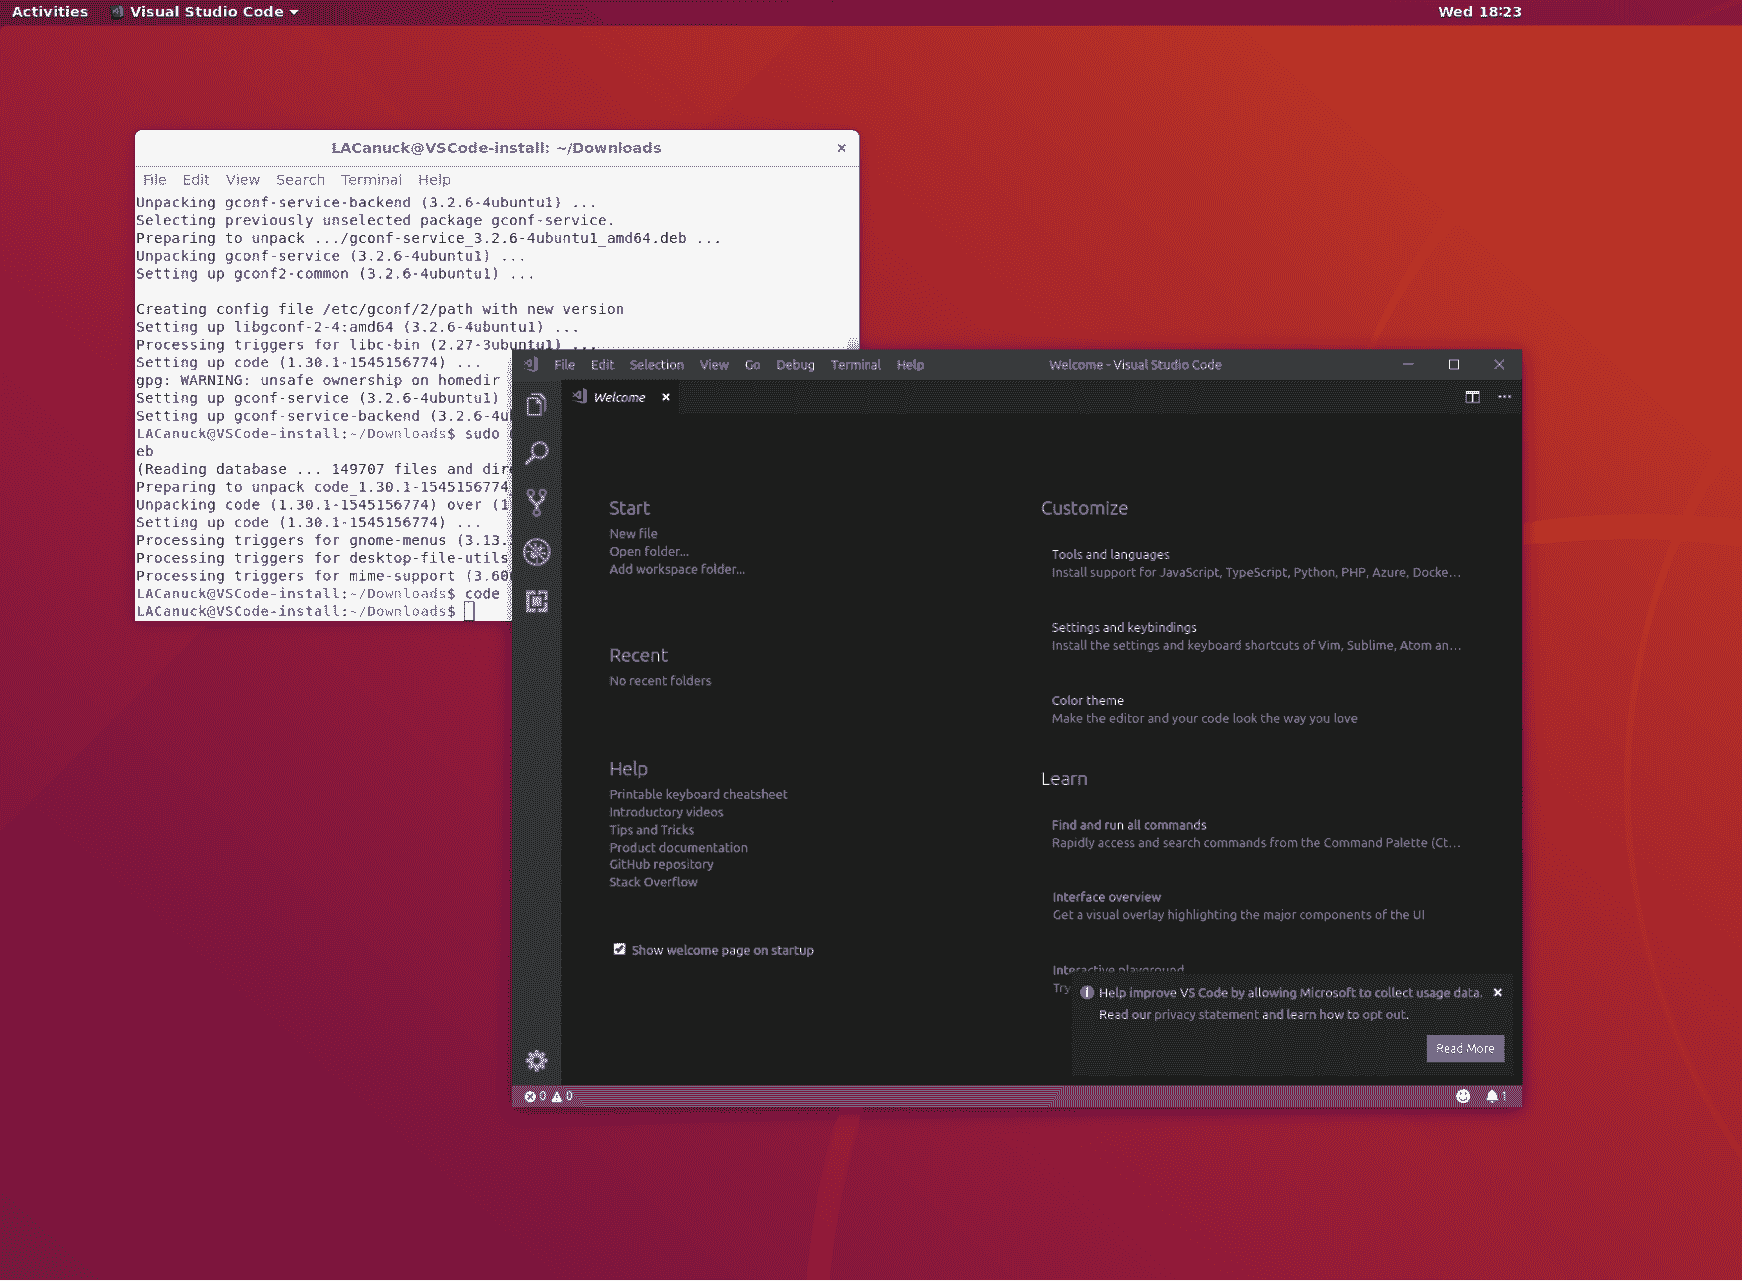 Activities Visual Studio Code Wed 18:23
LACanuck@VSCode-install: ~/Downloads ×
File Edit View Search Terminal Help
Unpacking gconf-service-backend (3.2.6-4ubuntu1) ...
Selecting previously unselected package gconf-service.
Preparing to unpack .../gconf-service_3.2.6-4ubuntu1_amd64.deb ...
Unpacking gconf-service (3.2.6-4ubuntu1) ...
Setting up gconf2-common (3.2.6-4ubuntu1) ...
Creating config file /etc/gconf/2/path with new version
Setting up libgconf-2-4:amd64 (3.2.6-4ubuntu1) ...
Processing triggers for libc-bin (2.27-3ubuntu1) ...
Setting up code (1.30.1-1545156774) ...
gpg: WARNING: unsafe ownership on homedir
Setting up gconf-service (3.2.6-4ubuntu1)
Setting up gconf-service-backend (3.2.6-4u
LACanuck@VSCode-install:~/Downloads$ sudo
eb
(Reading database ... 149707 files and dir
Preparing to unpack code_1.30.1-1545156774
Unpacking code (1.30.1-1545156774) over (1
Setting up code (1.30.1-1545156774) ...
Processing triggers for gnome-menus (3.13.
Processing triggers for desktop-file-utils
Processing triggers for mime-support (3.60
LACanuck@VSCode-install:~/Downloads$ code
LACanuck@VSCode-install:~/Downloads$
File Edit Selection View Go Debug Terminal Help Welcome - Visual Studio Code
Welcome ×
Start
New file
Open folder...
Add workspace folder...
Recent
No recent folders
Help
Printable keyboard cheatsheet
Introductory videos
Tips and Tricks
Product documentation
GitHub repository
Stack Overflow
Show welcome page on startup
Customize
Tools and languages
Install support for JavaScript, TypeScript, Python, PHP, Azure, Docke...
Settings and keybindings
Install the settings and keyboard shortcuts of Vim, Sublime, Atom an...
Color theme
Make the editor and your code look the way you love
Learn
Find and run all commands
Rapidly access and search commands from the Command Palette (Ct...
Interface overview
Get a visual overlay highlighting the major components of the UI
Interactive playground
Try
Help improve VS Code by allowing Microsoft to collect usage data. ×
Read our privacy statement and learn how to opt out.
Read More
0 0 1